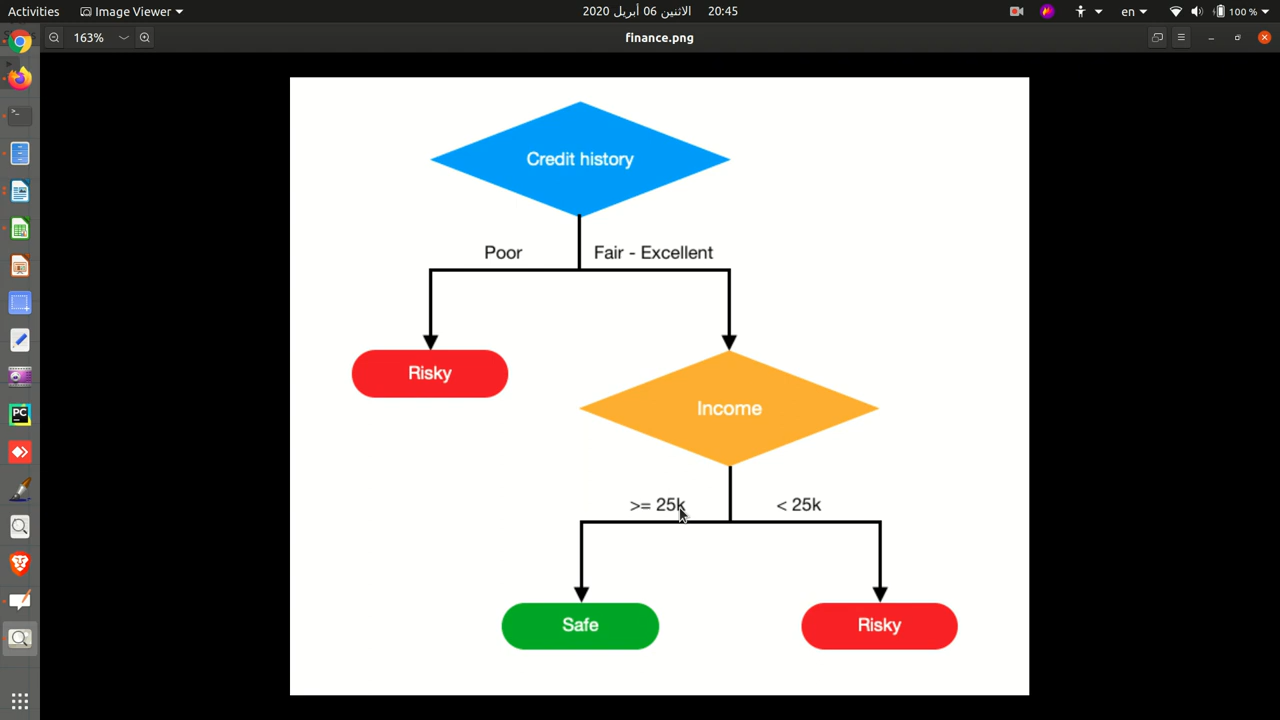 Activities
Image Viewer
الاثنين 06 أبريل 2020 20:45
en
100 %
163%
finance.png
Credit history
Poor
Fair - Excellent
Risky
Income
>= 25k
< 25k
Safe
Risky
PC